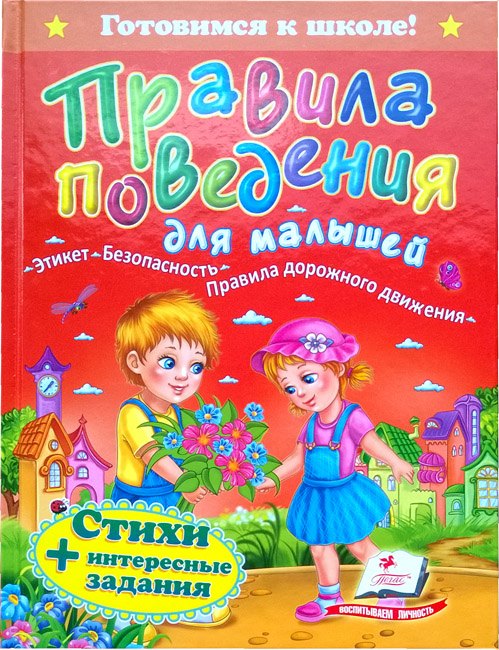 Готовимся к школе!
Правила
поведения
для малышей
Этикет Безопасность
Правила дорожного движения
Стихи
+ интересные
задания
Пегас
ВОСПИТЫВАЕМ ЛИЧНОСТЬ